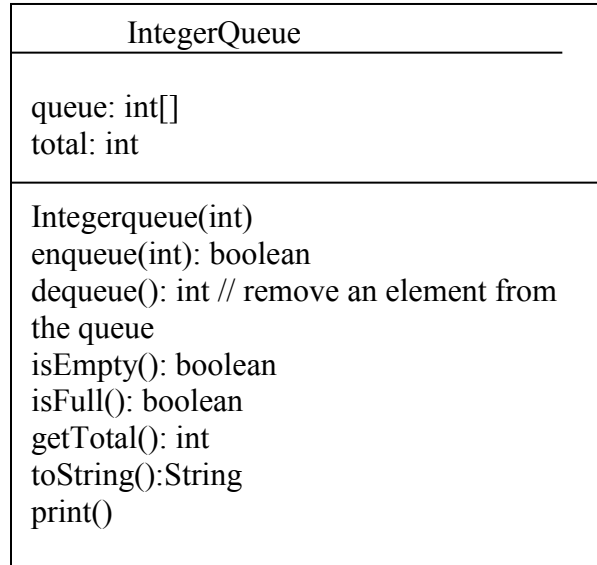 IntegerQueue
queue: int[]
total: int
Integerqueue(int)
enqueue(int): boolean
dequeue(): int // remove an element from
the queue
isEmpty(): boolean
isFull(): boolean
getTotal(): int
toString():String
print()